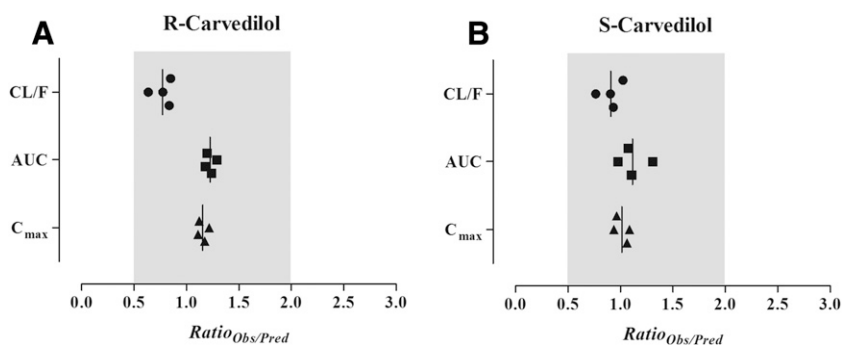 A
R-Carvedilol
CL/F
AUC
Cmax
0.0 0.5 1.0 1.5 2.0 2.5 3.0
RatioObs/Pred
B
S-Carvedilol
CL/F
AUC
Cmax
0.0 0.5 1.0 1.5 2.0 2.5 3.0
RatioObs/Pred